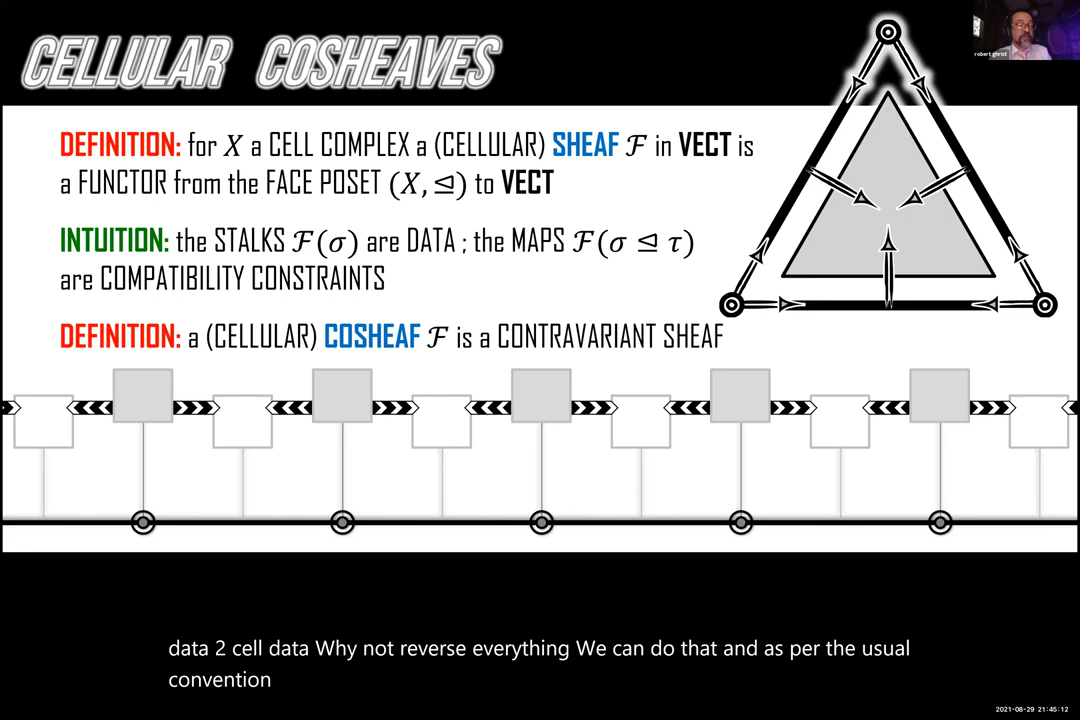 CELLULAR COSHEAVES
robert ghrist
DEFINITION: for X a CELL COMPLEX a (CELLULAR) SHEAF ℱ in VECT is
a FUNCTOR from the FACE POSET (X, ⊴) to VECT
INTUITION: the STALKS ℱ(σ) are DATA ; the MAPS ℱ(σ ⊴ τ)
are COMPATIBILITY CONSTRAINTS
DEFINITION: a (CELLULAR) COSHEAF ℱ is a CONTRAVARIANT SHEAF
data 2 cell data Why not reverse everything We can do that and as per the usual
convention
2021-08-29 21:45:12